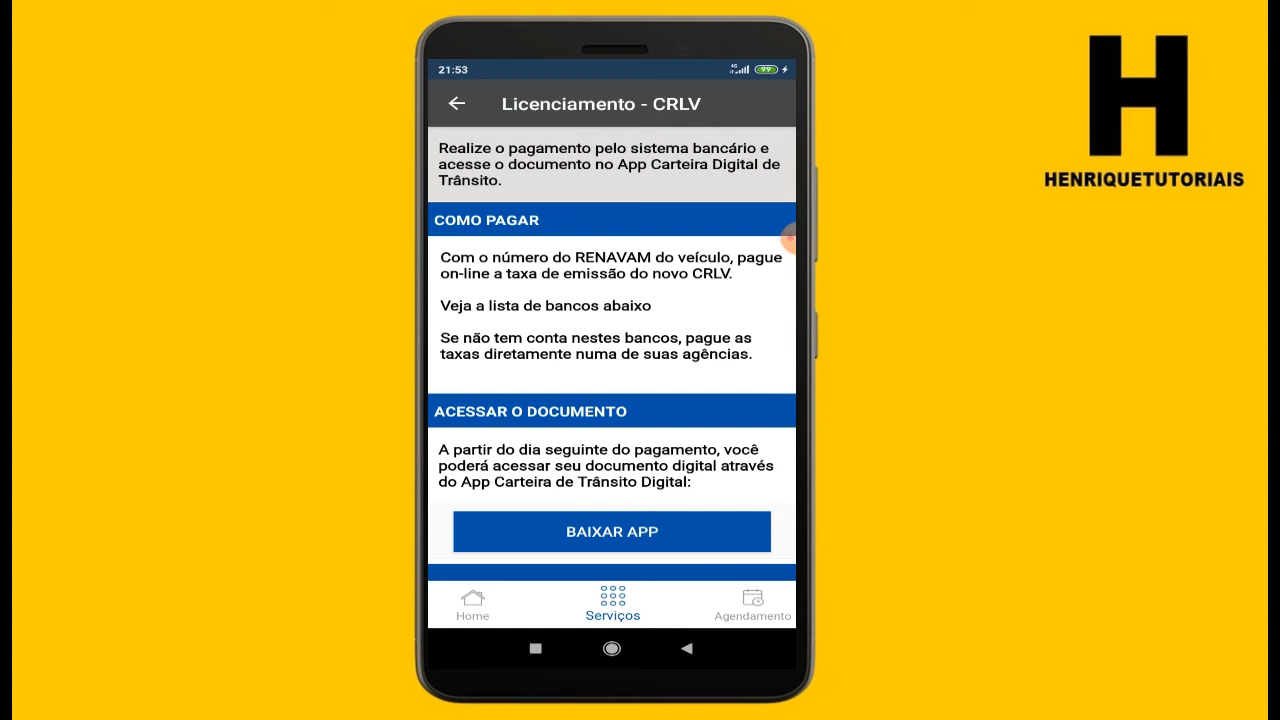 H
HENRIQUETUTORIAIS
21:53
4G
99
Licenciamento - CRLV
Realize o pagamento pelo sistema bancário e
acesse o documento no App Carteira Digital de
Trânsito.
COMO PAGAR
Com o número do RENAVAM do veículo, pague
on-line a taxa de emissão do novo CRLV.
Veja a lista de bancos abaixo
Se não tem conta nestes bancos, pague as
taxas diretamente numa de suas agências.
ACESSAR O DOCUMENTO
A partir do dia seguinte do pagamento, você
poderá acessar seu documento digital através
do App Carteira de Trânsito Digital:
BAIXAR APP
Home
Serviços
Agendamento